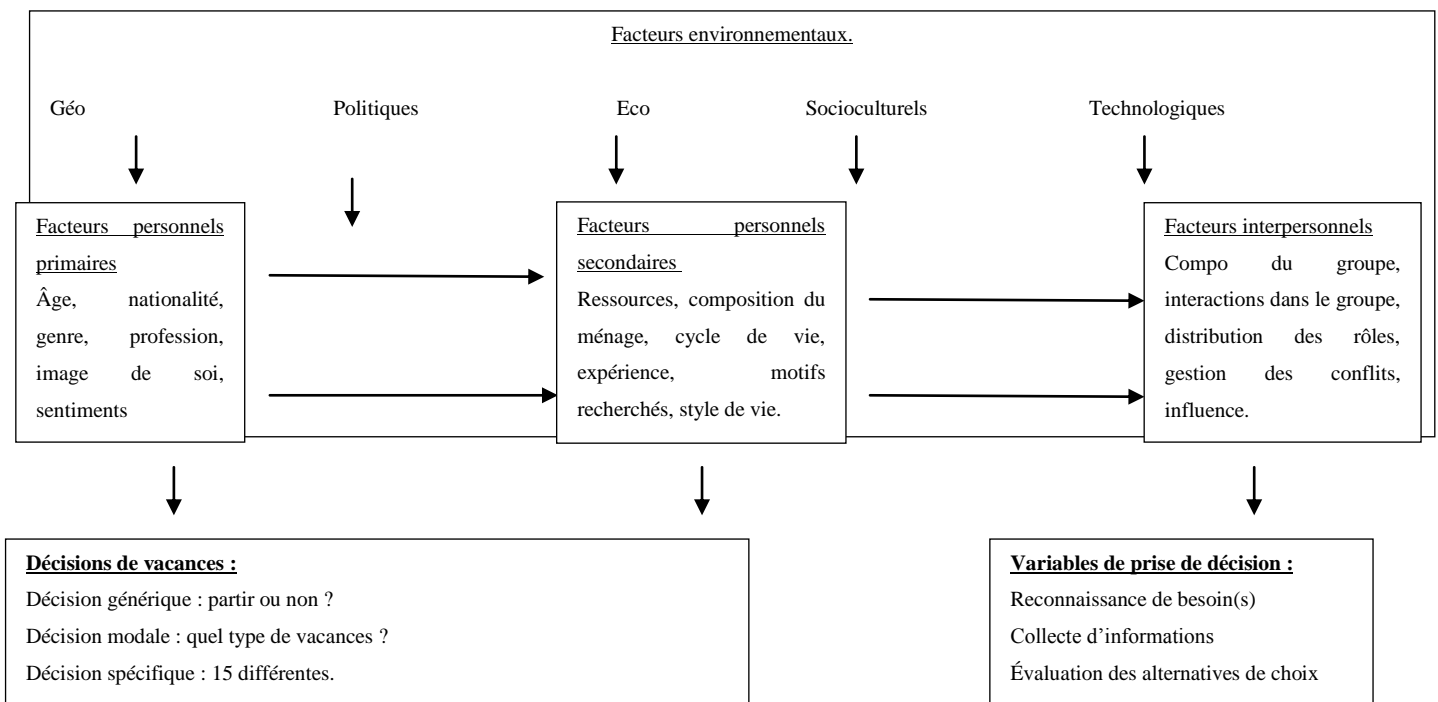 Facteurs environnementaux.
Géo Politiques Eco Socioculturels Technologiques
Facteurs personnels
primaires
Âge, nationalité,
genre, profession,
image de soi,
sentiments
Facteurs personnels
secondaires
Ressources, composition du
ménage, cycle de vie,
expérience, motifs
recherchés, style de vie.
Facteurs interpersonnels
Compo du groupe,
interactions dans le groupe,
distribution des rôles,
gestion des conflits,
influence.
Décisions de vacances :
Décision générique : partir ou non ?
Décision modale : quel type de vacances ?
Décision spécifique : 15 différentes.
Variables de prise de décision :
Reconnaissance de besoin(s)
Collecte d’informations
Évaluation des alternatives de choix